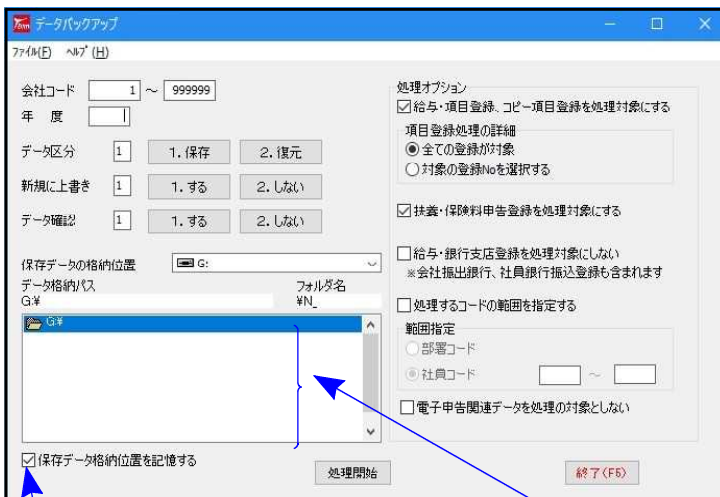 データバックアップ
ファイル(F) ヘルプ(H)
会社コード 1 ～ 999999
年 度
データ区分 1 1.保存 2.復元
新規に上書き 1 1.する 2.しない
データ確認 1 1.する 2.しない
保存データの格納位置 G:
データ格納パス フォルダ名
G:¥ ¥N_
G:¥
保存データ格納位置を記憶する
処理開始
処理オプション
給与・項目登録、コピー項目登録を処理対象にする
項目登録処理の詳細
全ての登録が対象
対象の登録Noを選択する
扶養・保険料申告登録を処理対象にする
給与・銀行支店登録を処理対象にしない
※会社振出銀行、社員銀行振込登録も含まれます
処理するコードの範囲を指定する
範囲指定
部署コード
社員コード ～
電子申告関連データを処理の対象としない
終了(F5)